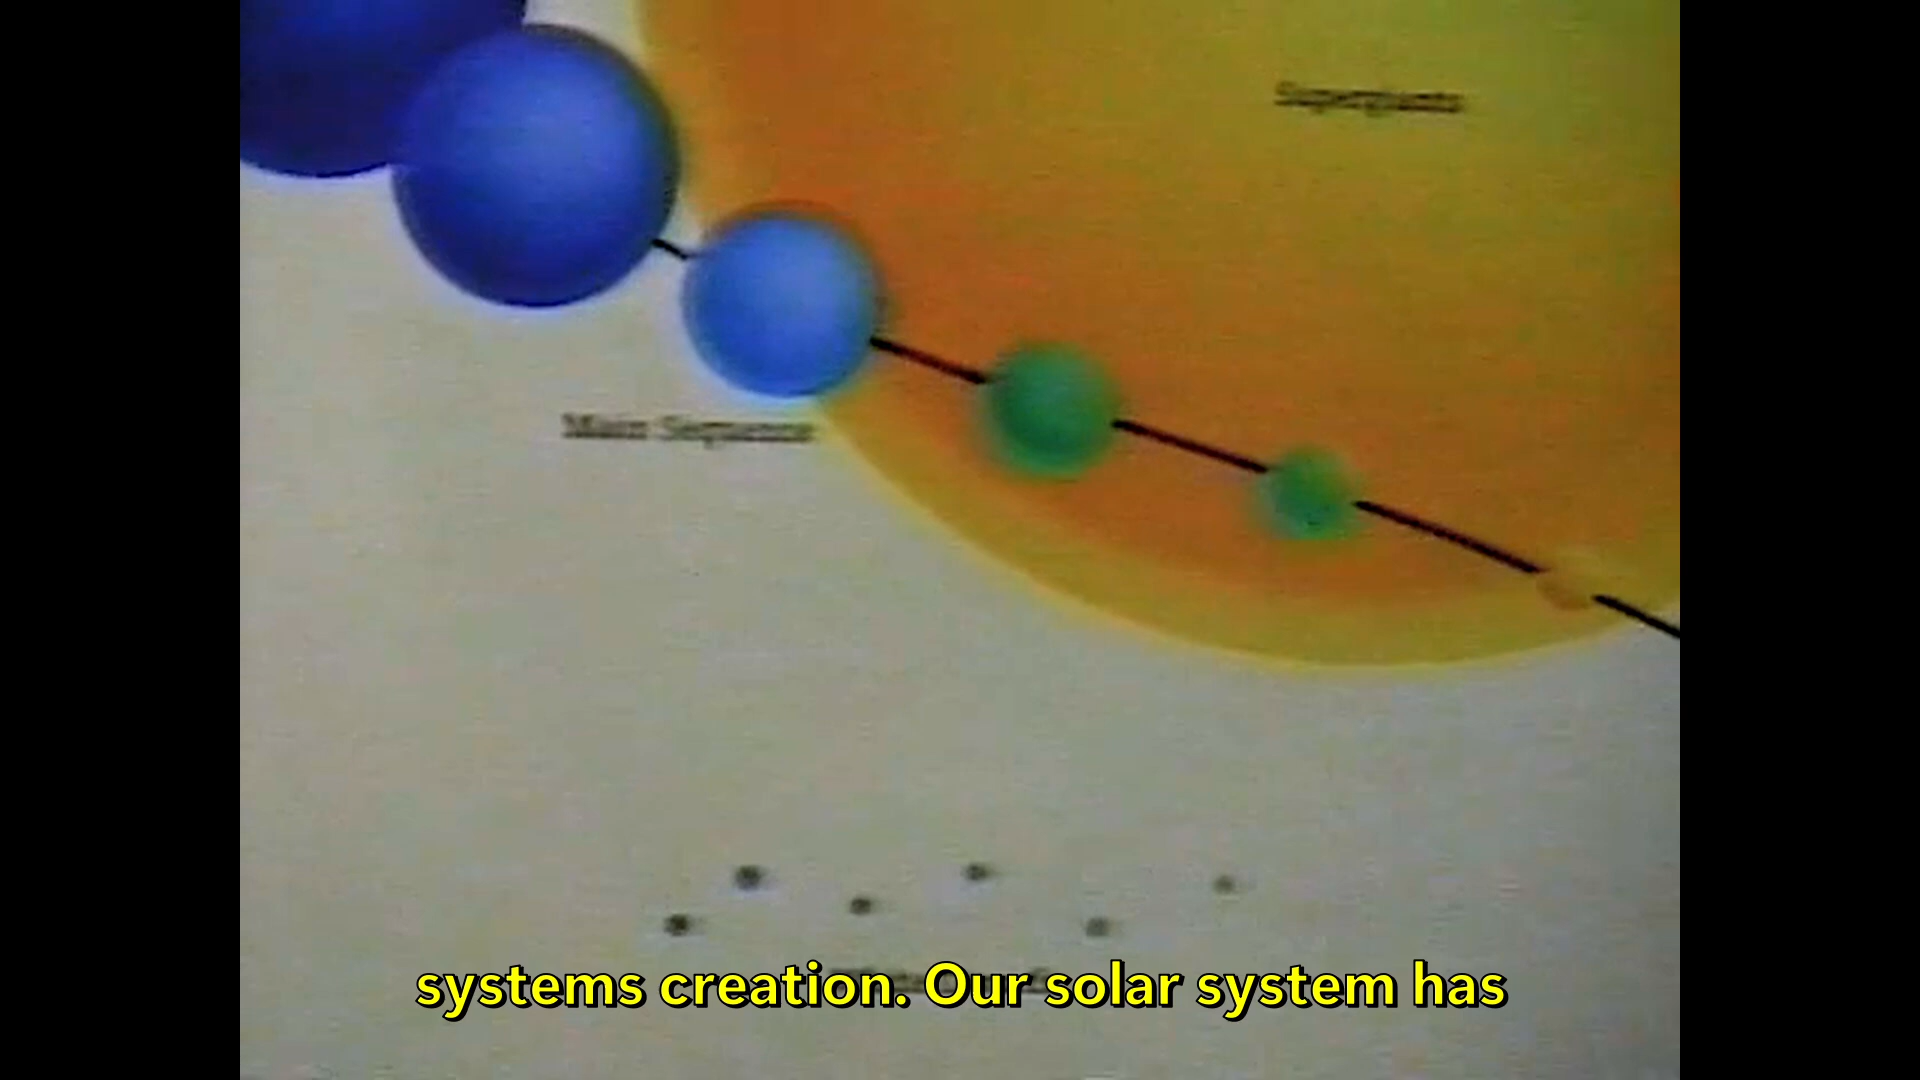 Supergiants
Main Sequence
systems creation. Our solar system has